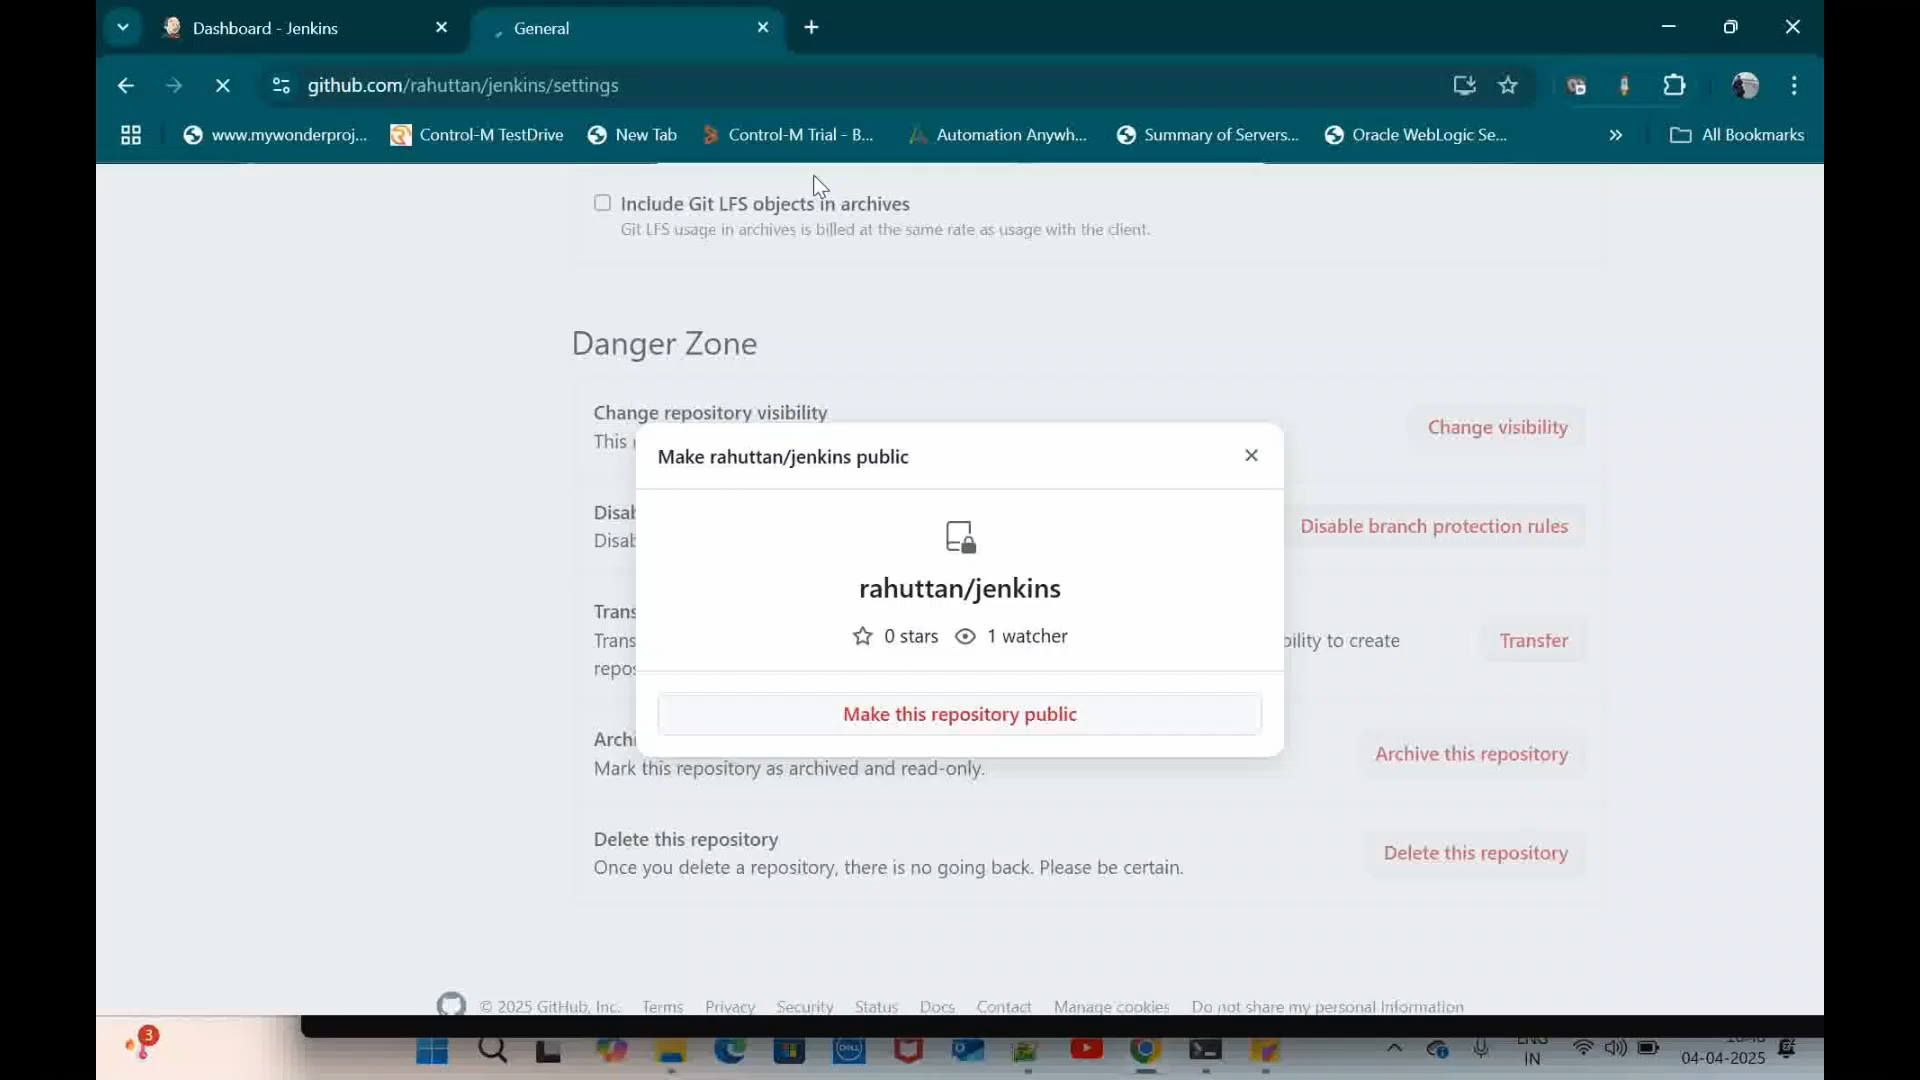 Dashboard - Jenkins
General
github.com/rahuttan/jenkins/settings
www.mywonderproj...
Control-M TestDrive
New Tab
Control-M Trial - B...
Automation Anywh...
Summary of Servers...
Oracle WebLogic Se...
All Bookmarks
Include Git LFS objects in archives
Git LFS usage in archives is billed at the same rate as usage with the client.
Danger Zone
Change repository visibility
This
Change visibility
Make rahuttan/jenkins public
Disab
Disab
Disable branch protection rules
rahuttan/jenkins
0 stars
1 watcher
Trans
Trans
bility to create
repos
Transfer
Make this repository public
Archi
Mark this repository as archived and read-only.
Archive this repository
Delete this repository
Once you delete a repository, there is no going back. Please be certain.
Delete this repository
© 2025 GitHub, Inc. Terms Privacy Security Status Docs Contact Manage cookies Do not share my personal information
3
DELL
ENG
IN
04-04-2025